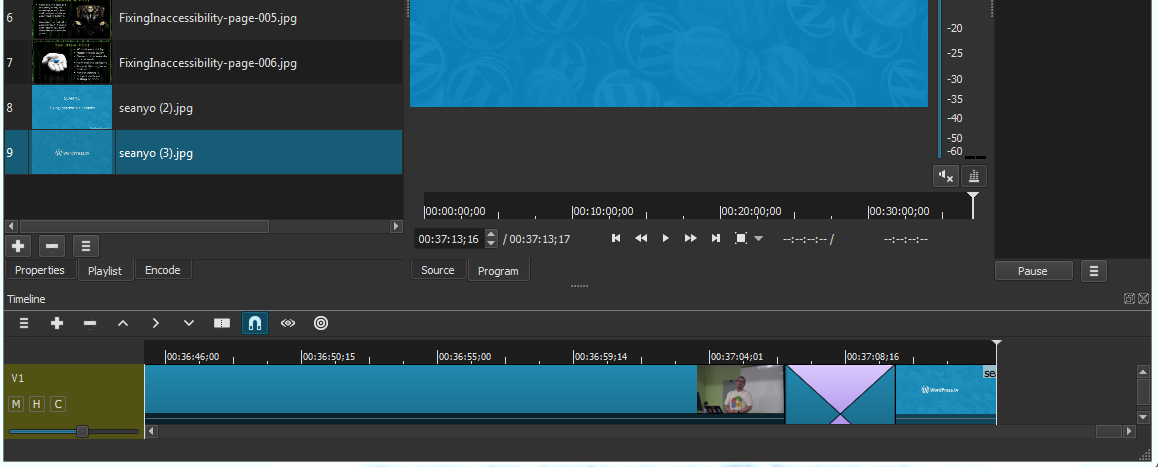 6
FixingInaccessibility-page-005.jpg
7
FixingInaccessibility-page-006.jpg
8
seanyo (2).jpg
9
WordPress.tv
seanyo (3).jpg
-20
-25
-30
-35
-40
-50
-60
00:00:00;00
00:10:00;00
00:20:00;00
00:30:00;00
00:37:13;16
/ 00:37:13;17
--:--:--:-- /
--:--:--:--
Properties
Playlist
Encode
Source
Program
Pause
Timeline
00:36:46;00
00:36:50;15
00:36:55;00
00:36:59;14
00:37:04;01
00:37:08;16
V1
M H C
WordPress.tv
se